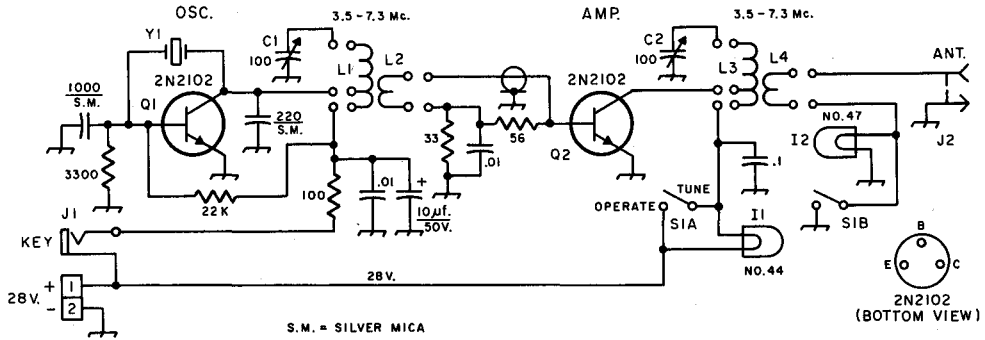 OSC.
AMP.
3.5-7.3 Mc.
3.5-7.3 Mc.
Y1
C1
100
L1
L2
2N2102
1000
S.M.
Q1
220
S.M.
3300
22K
100
.01
+
10µf.
50V.
33
.01
56
2N2102
Q2
C2
100
L3
L4
ANT.
J2
NO.47
I2
.1
TUNE
OPERATE
S1A
I1
NO.44
S1B
J1
KEY
28V.
28V.
+
1
-
2
B
E
C
2N2102
(BOTTOM VIEW)
S.M. = SILVER MICA